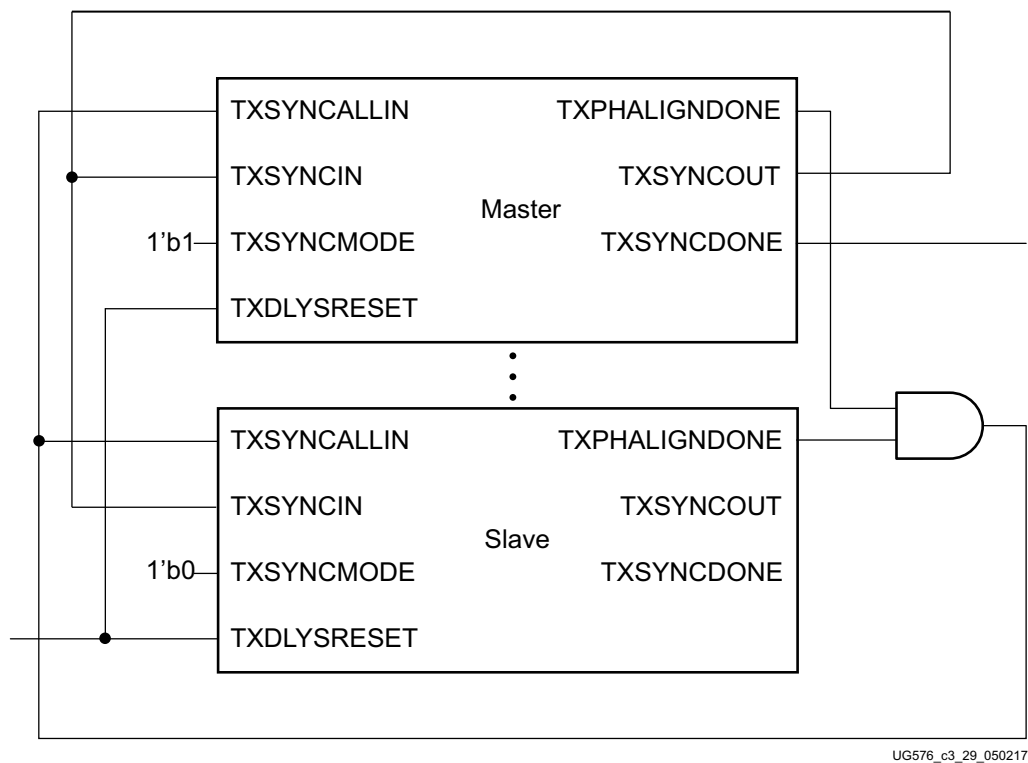 TXSYNCALLIN TXPHALIGNDONE
TXSYNCIN TXSYNCOUT
Master
1’b1 TXSYNCMODE TXSYNCDONE
TXDLYSRESET
TXSYNCALLIN TXPHALIGNDONE
TXSYNCIN TXSYNCOUT
Slave
1’b0 TXSYNCMODE TXSYNCDONE
TXDLYSRESET
UG576_c3_29_050217